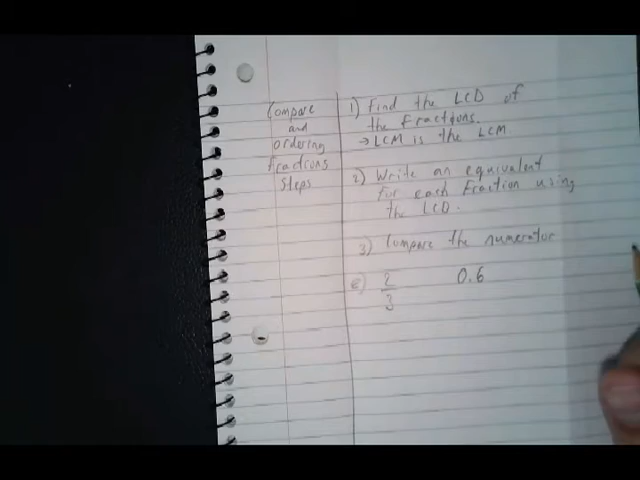 Compare
and
ordering
fractions
steps
1) Find the LCD of
the fractions.
→ LCM is the LCM
2) Write an equivalent
for each fraction using
the LCD.
3) Compare the numerator
e) 2/3 0.6